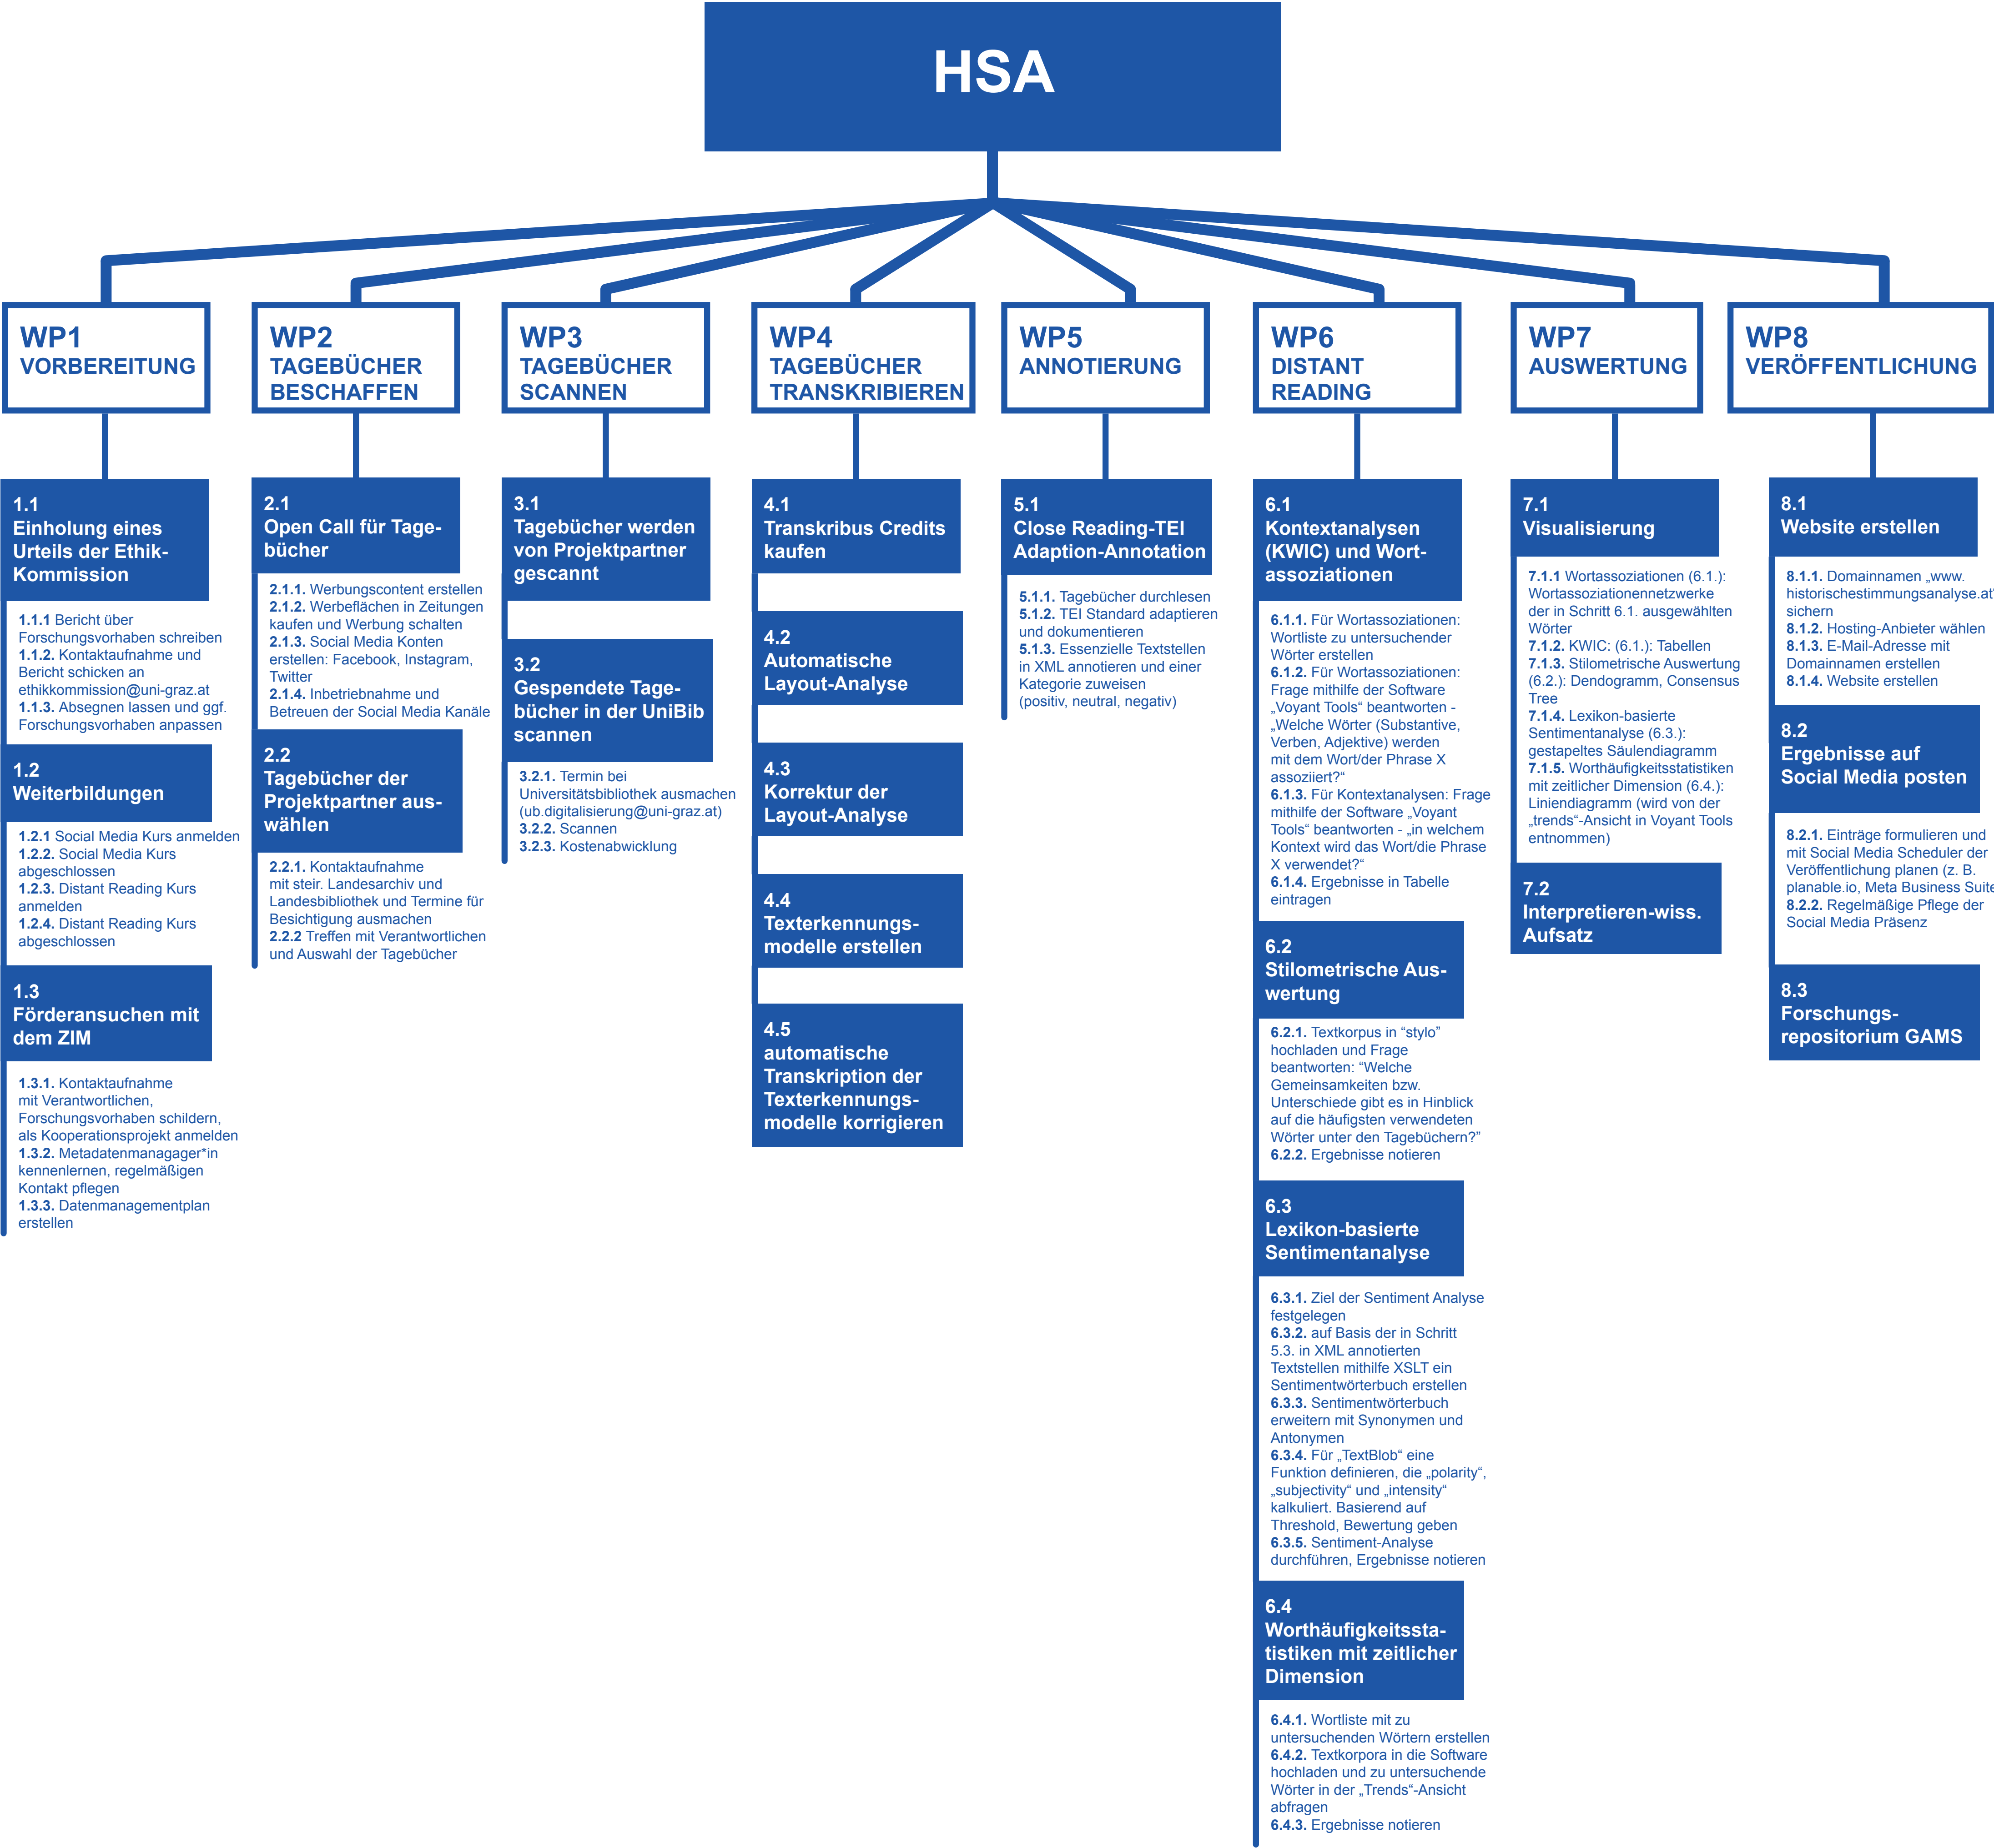 HSA
WP1
VORBEREITUNG
1.1
Einholung eines
Urteils der Ethik-
Kommission
1.1.1 Bericht über
Forschungsvorhaben schreiben
1.1.2. Kontaktaufnahme und
Bericht schicken an
ethikkommission@uni-graz.at
1.1.3. Absegnen lassen und ggf.
Forschungsvorhaben anpassen
1.2
Weiterbildungen
1.2.1 Social Media Kurs anmelden
1.2.2. Social Media Kurs
abgeschlossen
1.2.3. Distant Reading Kurs
anmelden
1.2.4. Distant Reading Kurs
abgeschlossen
1.3
Förderansuchen mit
dem ZIM
1.3.1. Kontaktaufnahme
mit Verantwortlichen,
Forschungsvorhaben schildern,
als Kooperationsprojekt anmelden
1.3.2. Metadatenmanagager*in
kennenlernen, regelmäßigen
Kontakt pflegen
1.3.3. Datenmanagementplan
erstellen
WP2
TAGEBÜCHER
BESCHAFFEN
2.1
Open Call für Tage-
bücher
2.1.1. Werbungscontent erstellen
2.1.2. Werbeflächen in Zeitungen
kaufen und Werbung schalten
2.1.3. Social Media Konten
erstellen: Facebook, Instagram,
Twitter
2.1.4. Inbetriebnahme und
Betreuen der Social Media Kanäle
2.2
Tagebücher der
Projektpartner aus-
wählen
2.2.1. Kontaktaufnahme
mit steir. Landesarchiv und
Landesbibliothek und Termine für
Besichtigung ausmachen
2.2.2 Treffen mit Verantwortlichen
und Auswahl der Tagebücher
WP3
TAGEBÜCHER
SCANNEN
3.1
Tagebücher werden
von Projektpartner
gescannt
3.2
Gespendete Tage-
bücher in der UniBib
scannen
3.2.1. Termin bei
Universitätsbibliothek ausmachen
(ub.digitalisierung@uni-graz.at)
3.2.2. Scannen
3.2.3. Kostenabwicklung
WP4
TAGEBÜCHER
TRANSKRIBIEREN
4.1
Transkribus Credits
kaufen
4.2
Automatische
Layout-Analyse
4.3
Korrektur der
Layout-Analyse
4.4
Texterkennungs-
modelle erstellen
4.5
automatische
Transkription der
Texterkennungs-
modelle korrigieren
WP5
ANNOTIERUNG
5.1
Close Reading-TEI
Adaption-Annotation
5.1.1. Tagebücher durchlesen
5.1.2. TEI Standard adaptieren
und dokumentieren
5.1.3. Essenzielle Textstellen
in XML annotieren und einer
Kategorie zuweisen
(positiv, neutral, negativ)
WP6
DISTANT
READING
6.1
Kontextanalysen
(KWIC) und Wort-
assoziationen
6.1.1. Für Wortassoziationen:
Wortliste zu untersuchender
Wörter erstellen
6.1.2. Für Wortassoziationen:
Frage mithilfe der Software
„Voyant Tools“ beantworten -
„Welche Wörter (Substantive,
Verben, Adjektive) werden
mit dem Wort/der Phrase X
assoziiert?“
6.1.3. Für Kontextanalysen: Frage
mithilfe der Software „Voyant
Tools“ beantworten - „in welchem
Kontext wird das Wort/die Phrase
X verwendet?“
6.1.4. Ergebnisse in Tabelle
eintragen
6.2
Stilometrische Aus-
wertung
6.2.1. Textkorpus in “stylo”
hochladen und Frage
beantworten: “Welche
Gemeinsamkeiten bzw.
Unterschiede gibt es in Hinblick
auf die häufigsten verwendeten
Wörter unter den Tagebüchern?”
6.2.2. Ergebnisse notieren
6.3
Lexikon-basierte
Sentimentanalyse
6.3.1. Ziel der Sentiment Analyse
festgelegen
6.3.2. auf Basis der in Schritt
5.3. in XML annotierten
Textstellen mithilfe XSLT ein
Sentimentwörterbuch erstellen
6.3.3. Sentimentwörterbuch
erweitern mit Synonymen und
Antonymen
6.3.4. Für „TextBlob“ eine
Funktion definieren, die „polarity“,
„subjectivity“ und „intensity“
kalkuliert. Basierend auf
Threshold, Bewertung geben
6.3.5. Sentiment-Analyse
durchführen, Ergebnisse notieren
6.4
Worthäufigkeitssta-
tistiken mit zeitlicher
Dimension
6.4.1. Wortliste mit zu
untersuchenden Wörtern erstellen
6.4.2. Textkorpora in die Software
hochladen und zu untersuchende
Wörter in der „Trends“-Ansicht
abfragen
6.4.3. Ergebnisse notieren
WP7
AUSWERTUNG
7.1
Visualisierung
7.1.1 Wortassoziationen (6.1.):
Wortassoziationennetzwerke
der in Schritt 6.1. ausgewählten
Wörter
7.1.2. KWIC: (6.1.): Tabellen
7.1.3. Stilometrische Auswertung
(6.2.): Dendogramm, Consensus
Tree
7.1.4. Lexikon-basierte
Sentimentanalyse (6.3.):
gestapeltes Säulendiagramm
7.1.5. Worthäufigkeitsstatistiken
mit zeitlicher Dimension (6.4.):
Liniendiagramm (wird von der
„trends“-Ansicht in Voyant Tools
entnommen)
7.2
Interpretieren-wiss.
Aufsatz
WP8
VERÖFFENTLICHUNG
8.1
Website erstellen
8.1.1. Domainnamen „www.
historischestimmungsanalyse.at“
sichern
8.1.2. Hosting-Anbieter wählen
8.1.3. E-Mail-Adresse mit
Domainnamen erstellen
8.1.4. Website erstellen
8.2
Ergebnisse auf
Social Media posten
8.2.1. Einträge formulieren und
mit Social Media Scheduler der
Veröffentlichung planen (z. B.
planable.io, Meta Business Suite
8.2.2. Regelmäßige Pflege der
Social Media Präsenz
8.3
Forschungs-
repositorium GAMS